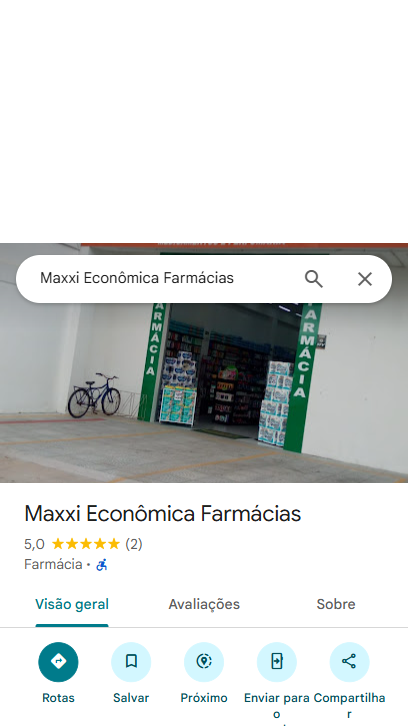 Maxxi Econômica Farmácias
FARMÁCIA
FARMÁCIA
Maxxi Econômica Farmácias
5,0 (2)
Farmácia ·
Visão geral Avaliações Sobre
Rotas Salvar Próximo Enviar para o Compartilhar